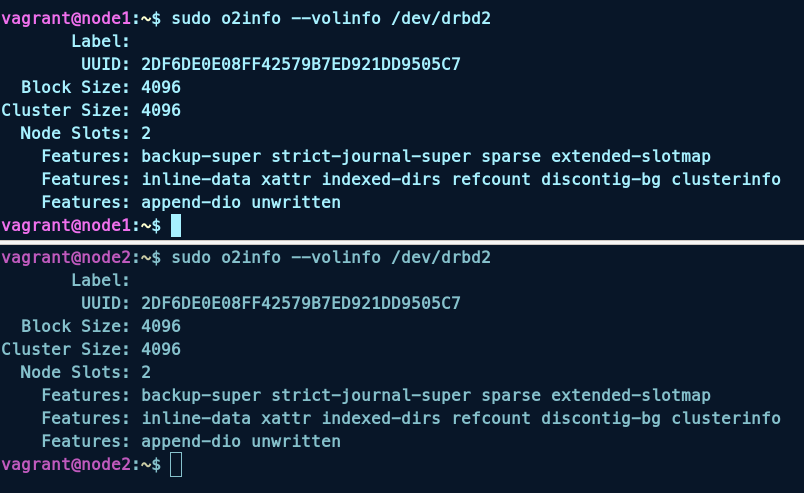 vagrant@node1:~$ sudo o2info --volinfo /dev/drbd2
Label:
UUID: 2DF6DE0E08FF42579B7ED921DD9505C7
Block Size: 4096
Cluster Size: 4096
Node Slots: 2
Features: backup-super strict-journal-super sparse extended-slotmap
Features: inline-data xattr indexed-dirs refcount discontig-bg clusterinfo
Features: append-dio unwritten
vagrant@node1:~$
vagrant@node2:~$ sudo o2info --volinfo /dev/drbd2
Label:
UUID: 2DF6DE0E08FF42579B7ED921DD9505C7
Block Size: 4096
Cluster Size: 4096
Node Slots: 2
Features: backup-super strict-journal-super sparse extended-slotmap
Features: inline-data xattr indexed-dirs refcount discontig-bg clusterinfo
Features: append-dio unwritten
vagrant@node2:~$